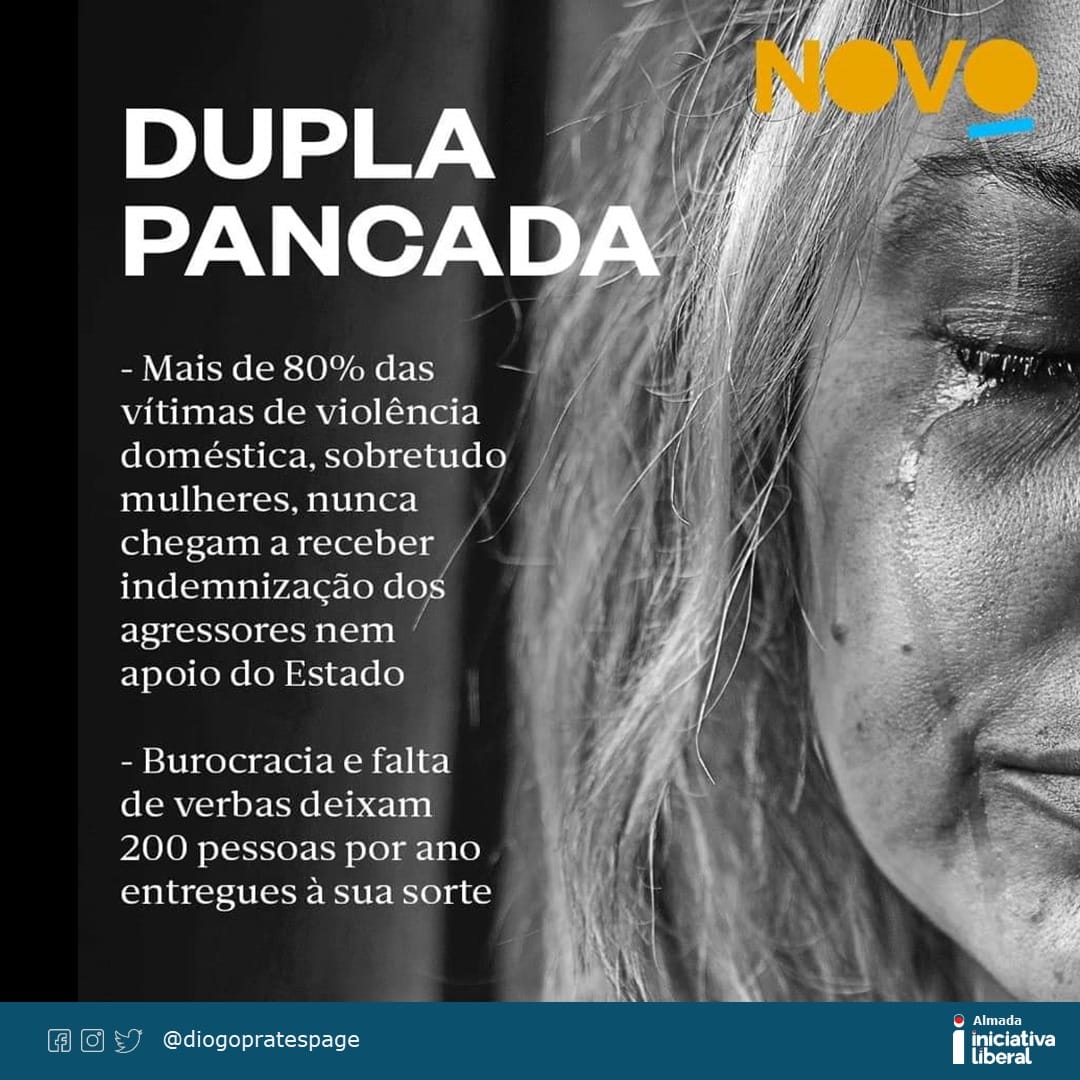 NOVO
DUPLA
PANCADA
- Mais de 80% das
vítimas de violência
doméstica, sobretudo
mulheres, nunca
chegam a receber
indemnização dos
agressores nem
apoio do Estado
- Burocracia e falta
de verbas deixam
200 pessoas por ano
entregues à sua sorte
@diogopratespage
Almada
iniciativa
liberal